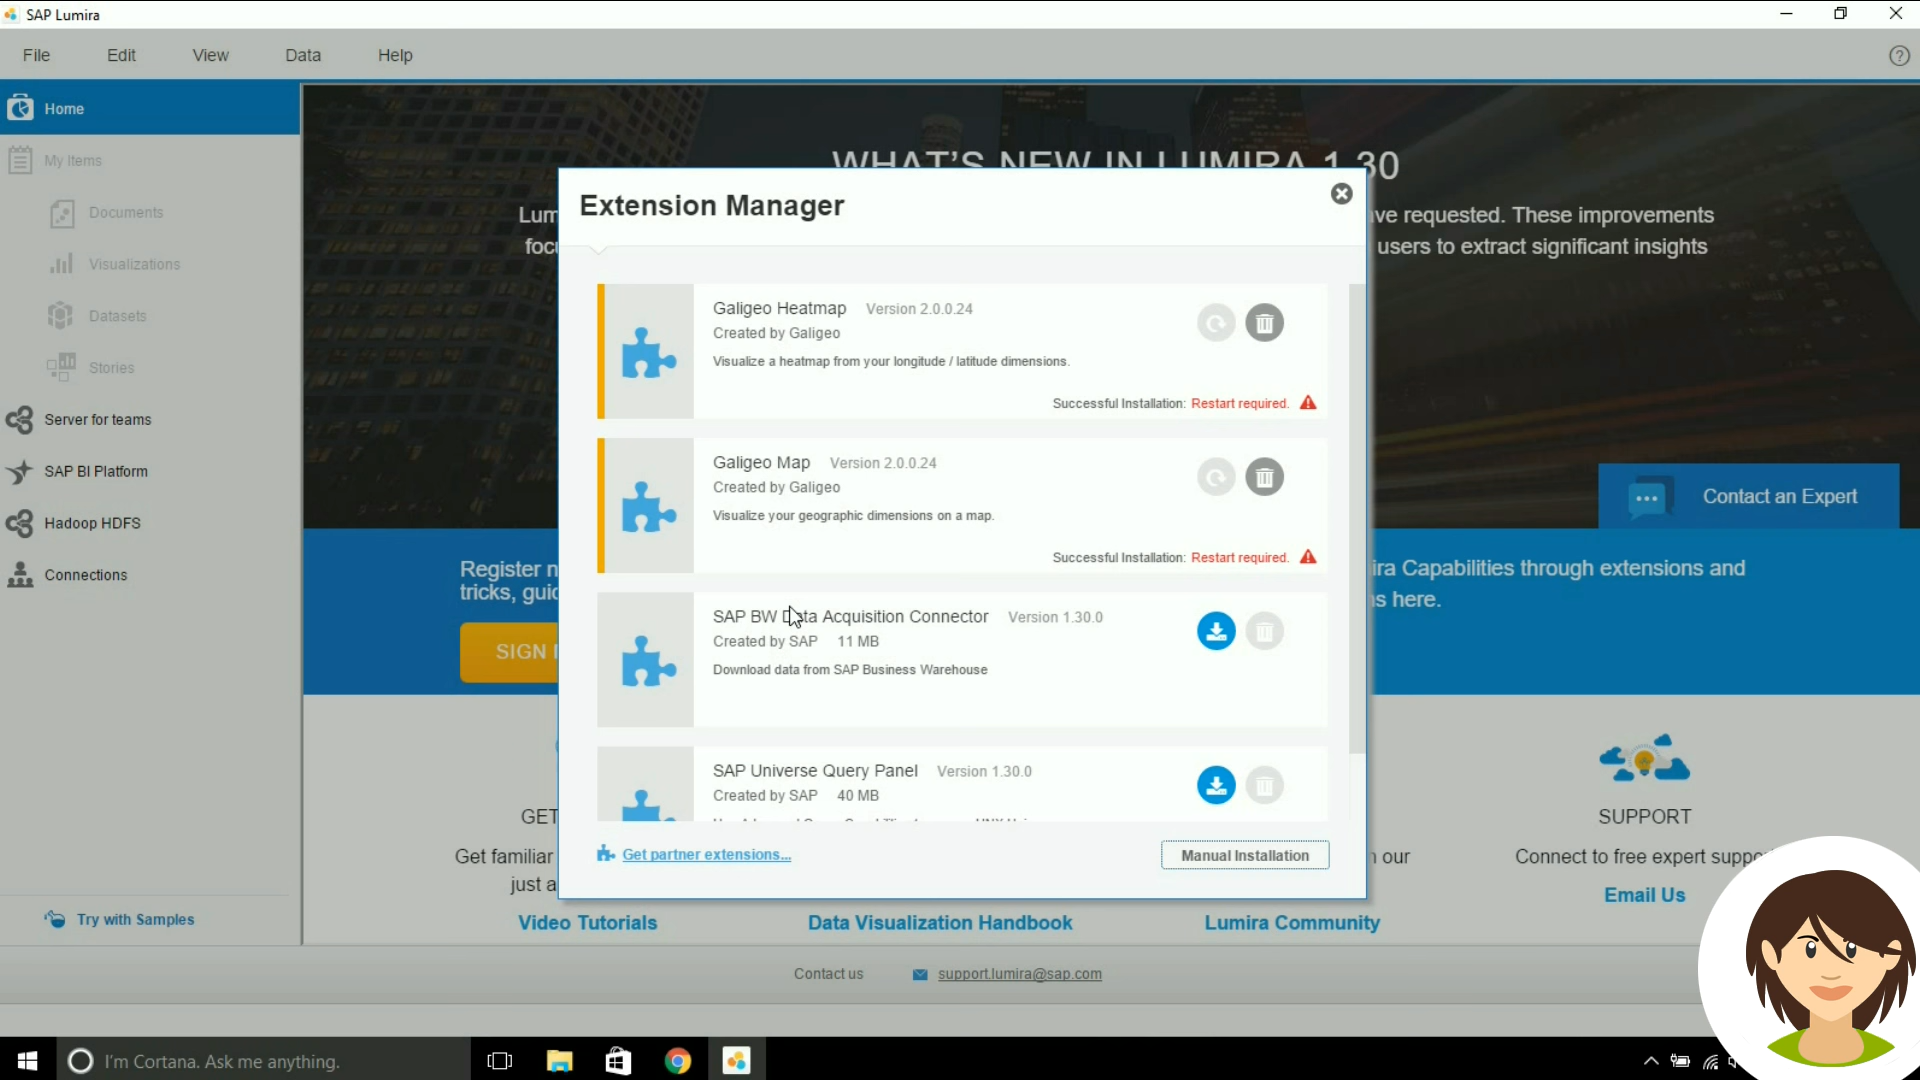 SAP Lumira
File Edit View Data Help
Home
My Items
Documents
Visualizations
Datasets
Stories
Server for teams
SAP BI Platform
Hadoop HDFS
Connections
Try with Samples
WHAT'S NEW IN LUMIRA 1.30
ve requested. These improvements
users to extract significant insights
Contact an Expert
Register
tricks,
SIGN
ira Capabilities through extensions and
s here.
Extension Manager
Galigeo Heatmap Version 2.0.0.24
Created by Galigeo
Visualize a heatmap from your longitude / latitude dimensions.
Successful Installation: Restart required.
Galigeo Map Version 2.0.0.24
Created by Galigeo
Visualize your geographic dimensions on a map.
Successful Installation: Restart required.
SAP BW Data Acquisition Connector Version 1.30.0
Created by SAP 11 MB
Download data from SAP Business Warehouse
SAP Universe Query Panel Version 1.30.0
Created by SAP 40 MB
Get partner extensions...
Manual Installation
GET
Get familiar
just a
Video Tutorials
Data Visualization Handbook
our
Lumira Community
SUPPORT
Connect to free expert
Email Us
Contact us support.lumira@sap.com
I'm Cortana. Ask me anything.